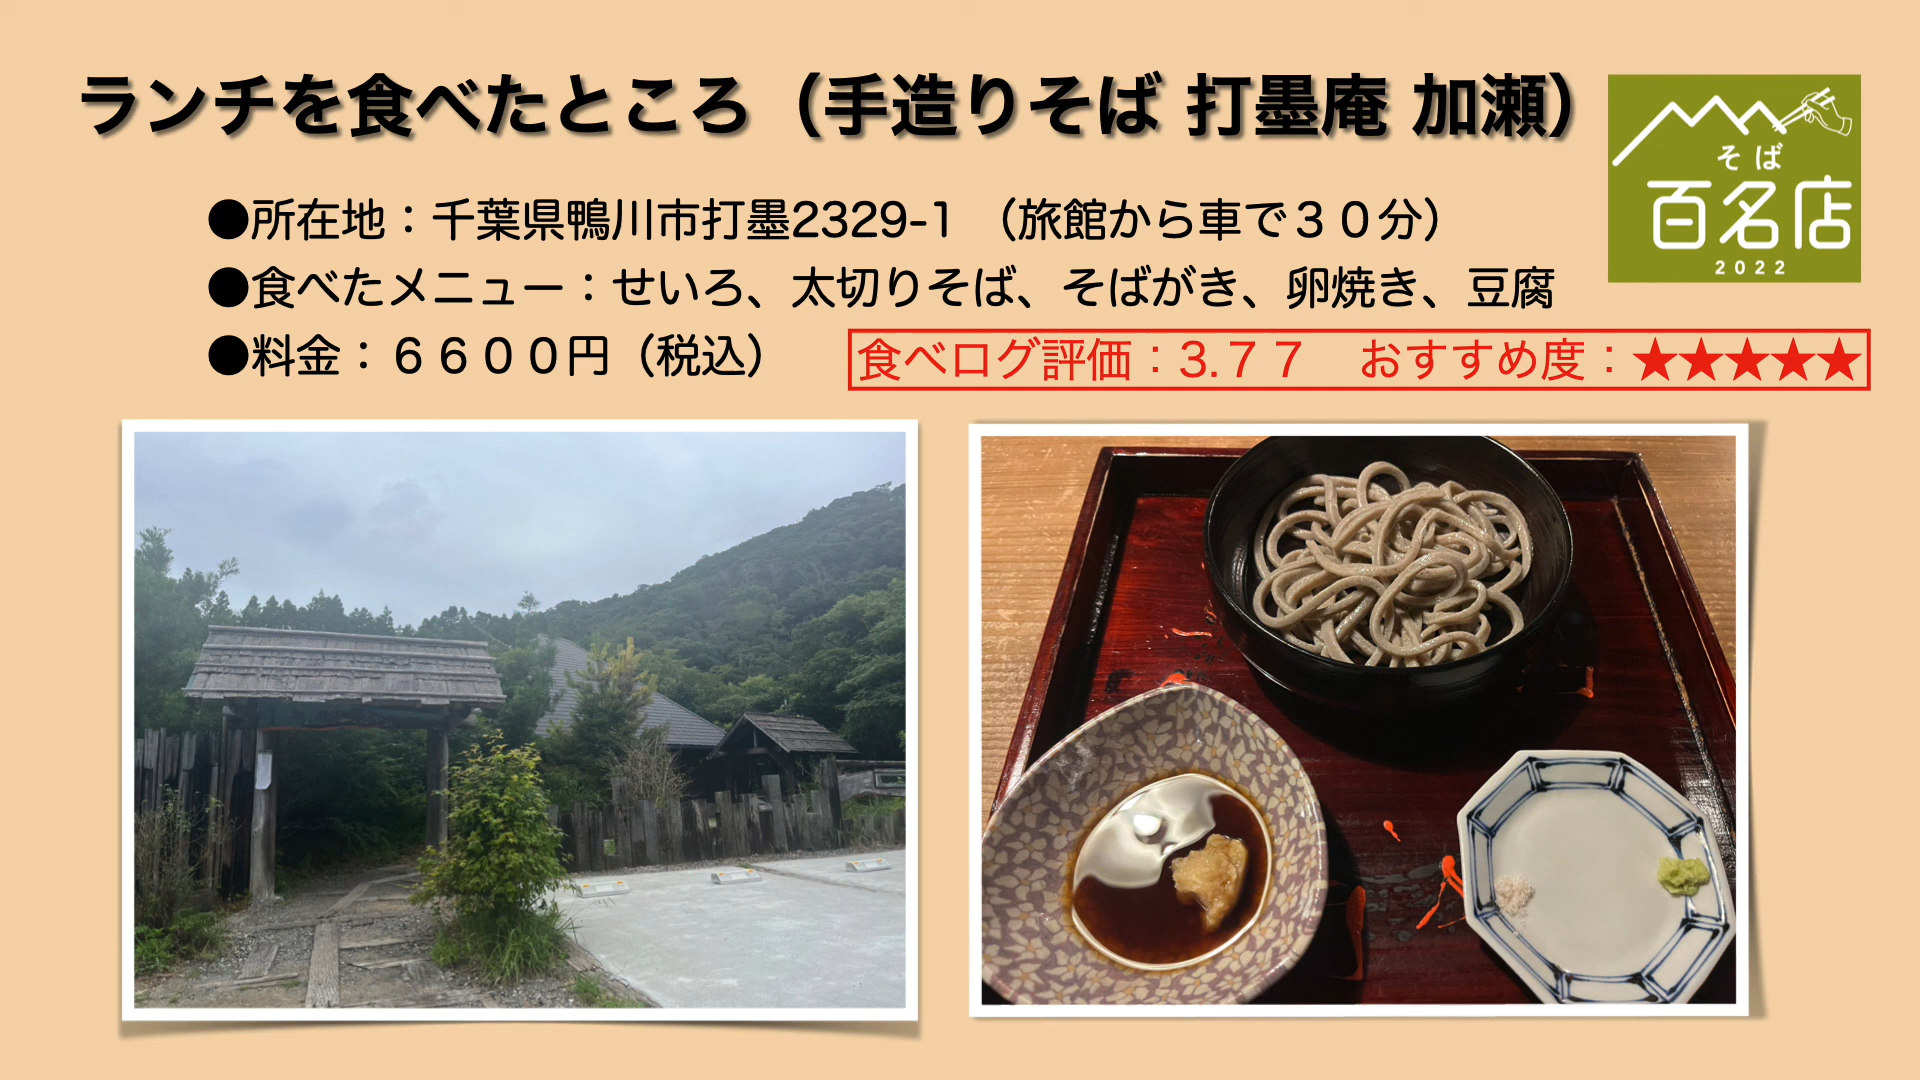 ランチを食べたところ（手造りそば 打墨庵 加瀬）
そば
百名店
2022
●所在地：千葉県鴨川市打墨2329-1 （旅館から車で３０分）
●食べたメニュー：せいろ、太切りそば、そばがき、卵焼き、豆腐
●料金：６６００円（税込）
食べログ評価：3.７７　おすすめ度：★★★★★